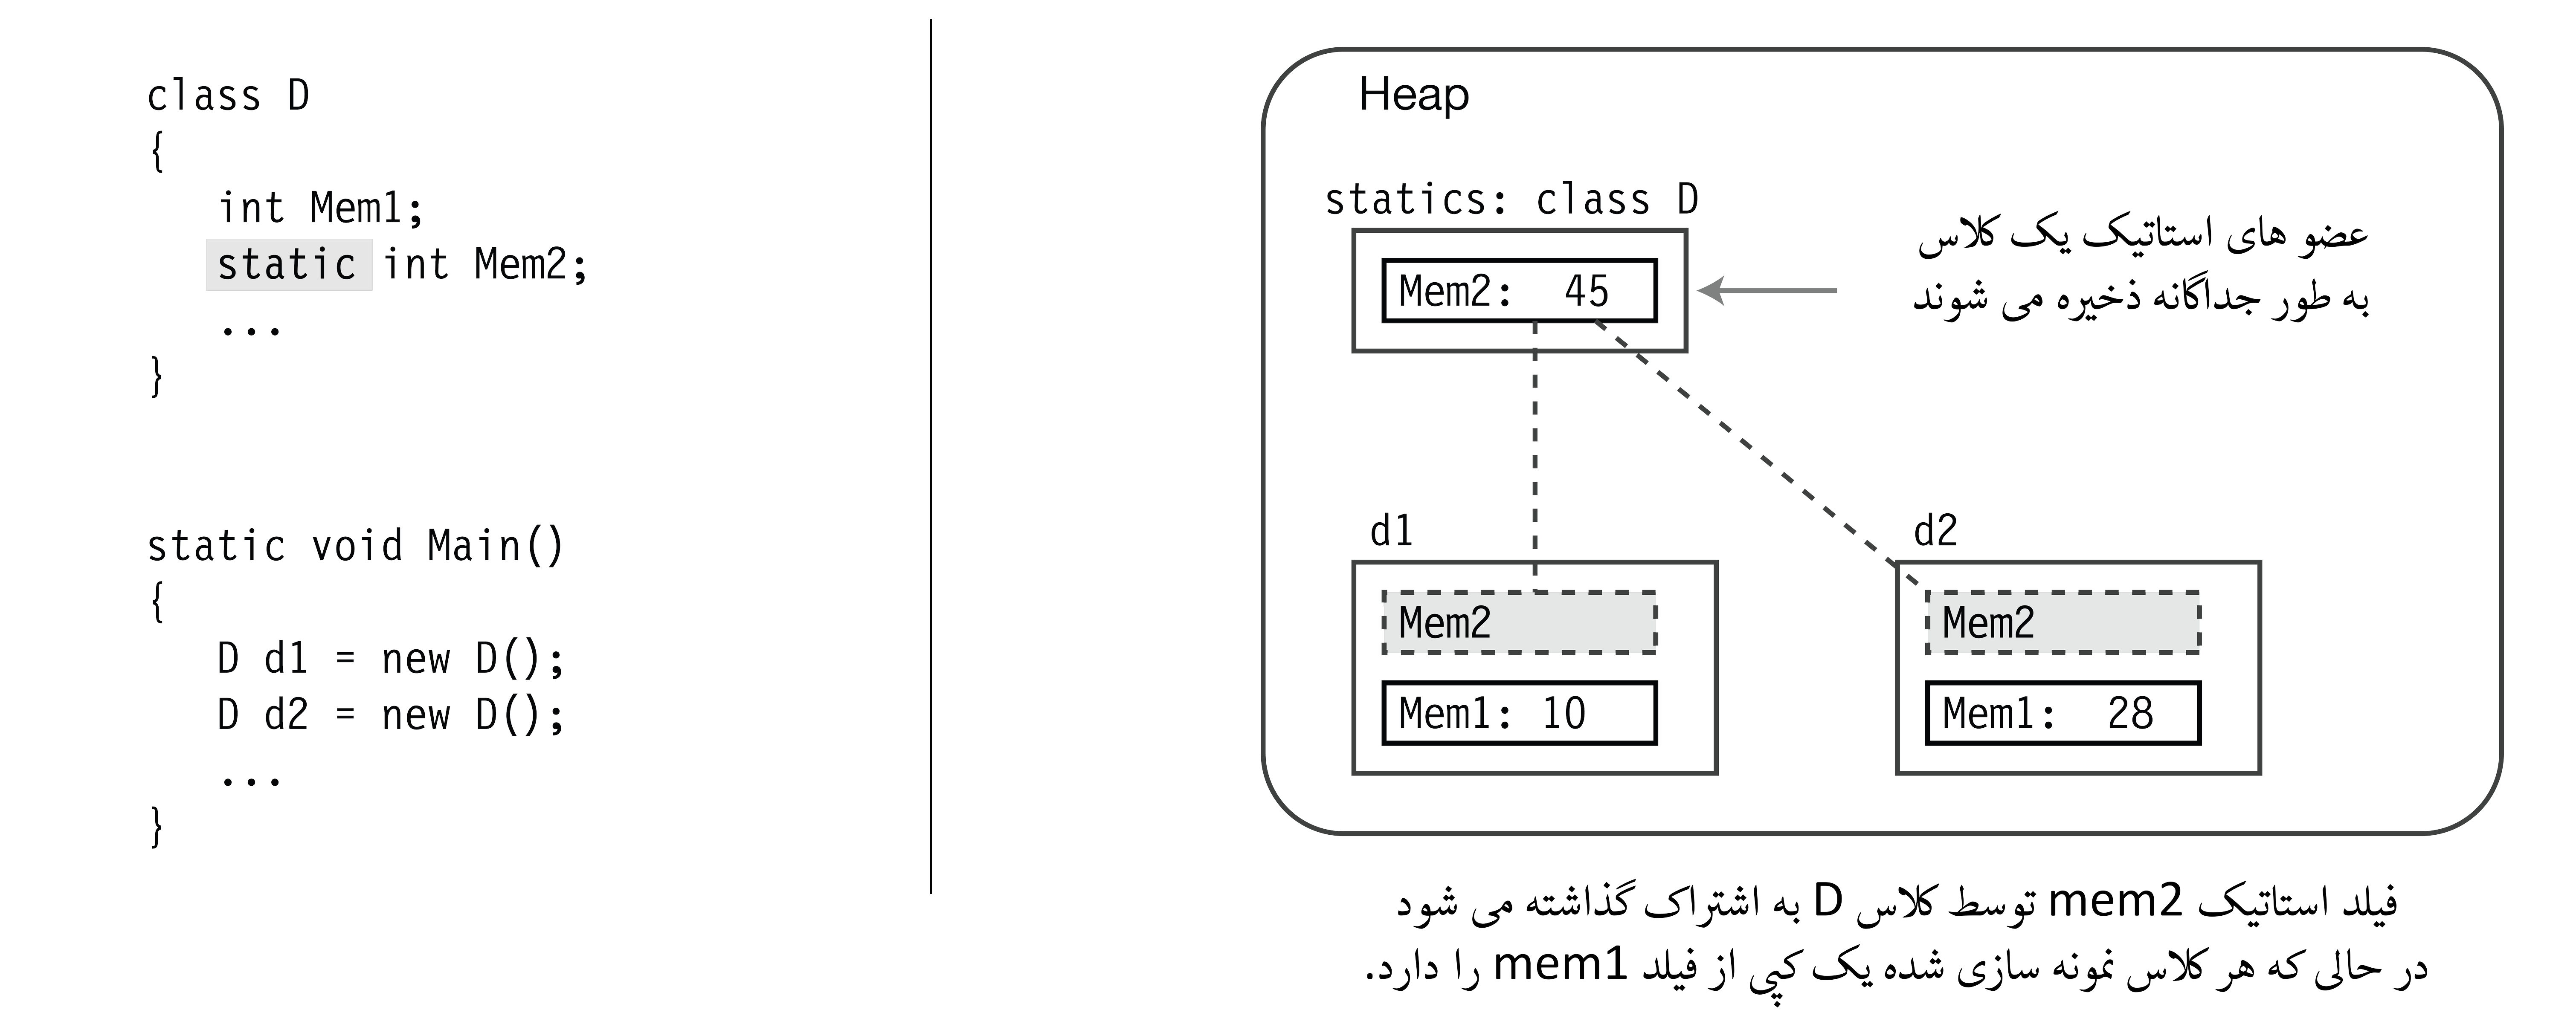 class D
{
int Mem1;
static int Mem2;
...
}
static void Main()
{
D d1 = new D();
D d2 = new D();
...
}
Heap
statics: class D
Mem2: 45
عضو های استاتیک یک کلاس
به طور جداگانه ذخیره می شوند
d1
Mem2
Mem1: 10
d2
Mem2
Mem1: 28
فیلد استاتیک mem2 توسط کلاس D به اشتراک گذاشته می شود
در حالی که هر کلاس نمونه سازی شده یک کپی از فیلد mem1 را دارد.